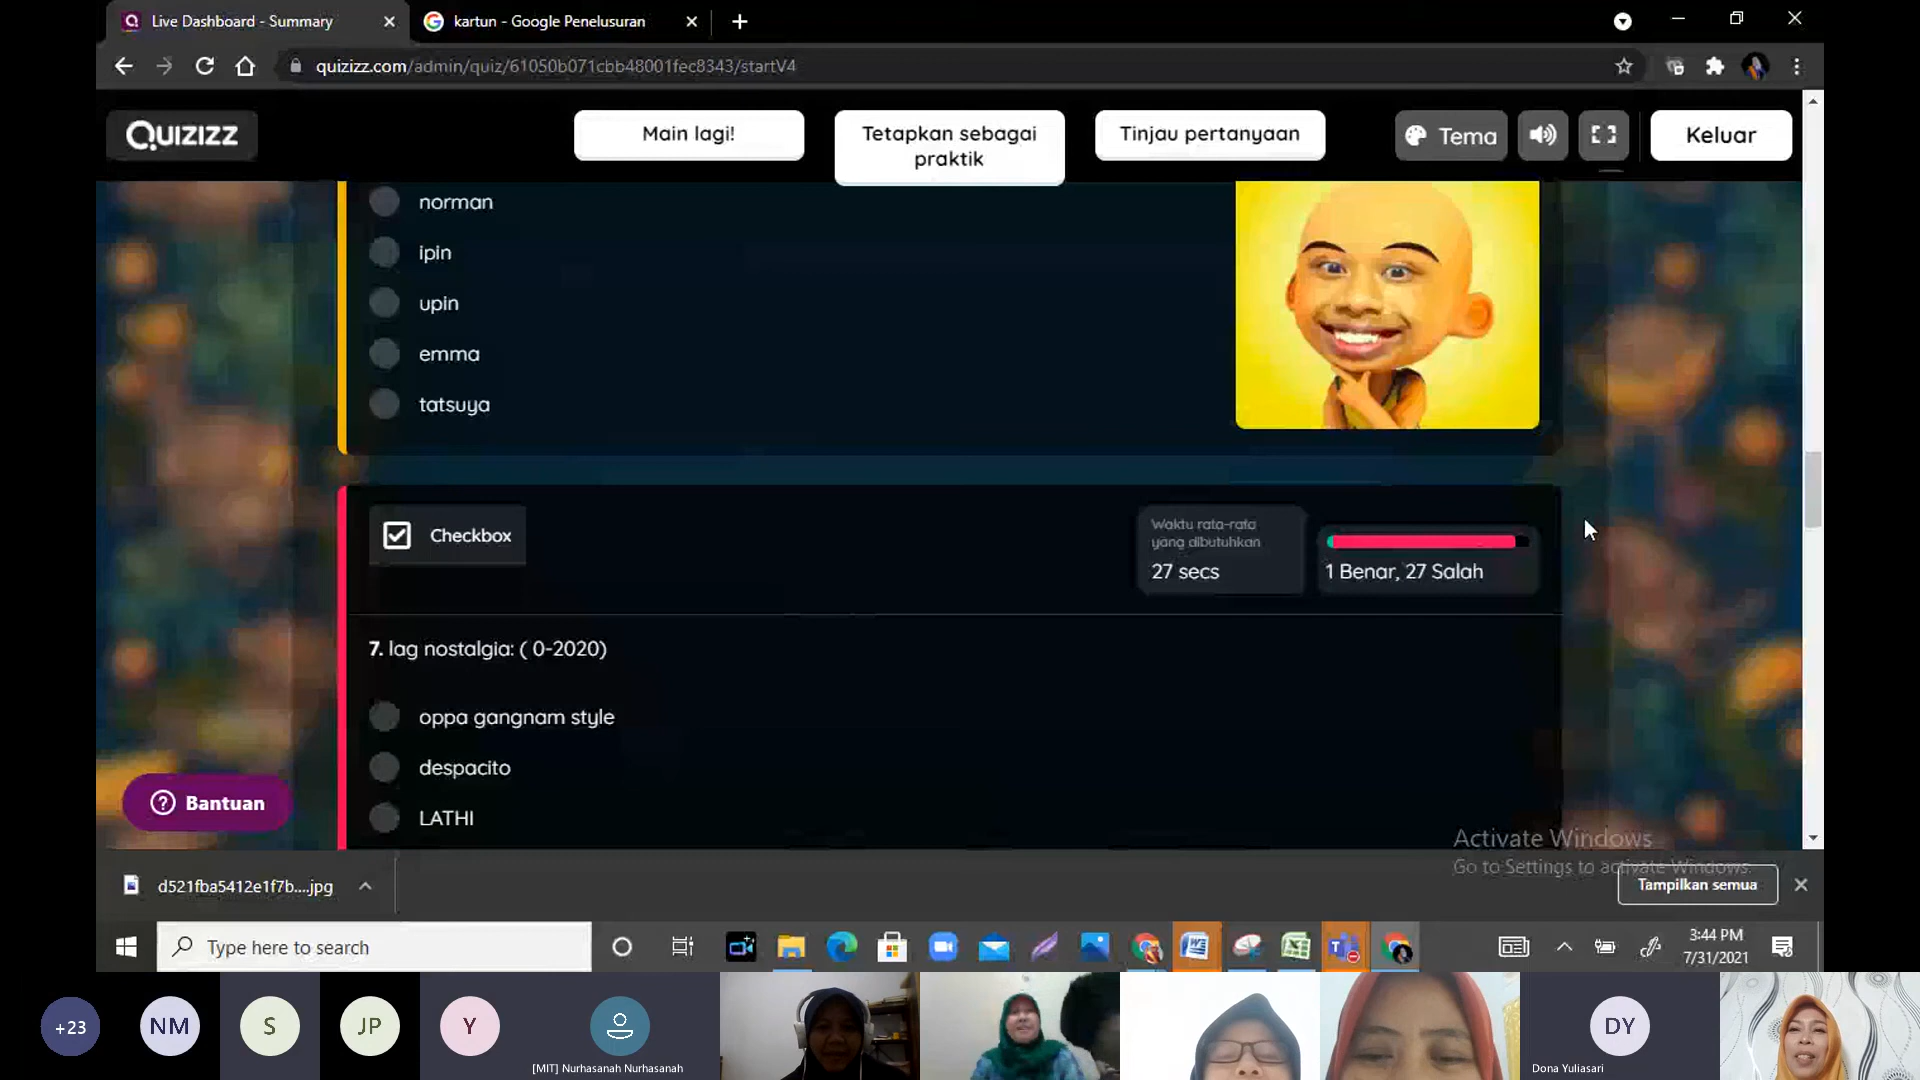 Live Dashboard - Summary
kartun - Google Penelusuran
quizizz.com/admin/quiz/61050b071cbb48001fec8343/startV4
Quizizz
Main lagi!
Tetapkan sebagai
praktik
Tinjau pertanyaan
Tema
Keluar
norman
ipin
upin
emma
tatsuya
Checkbox
Waktu rata-rata
yang dibutuhkan
27 secs
1 Benar, 27 Salah
7. lag nostalgia: ( 0-2020)
oppa gangnam style
despacito
LATHI
Bantuan
Activate Windows
Go to Settings to activate Windows.
d521fba5412e1f7b....jpg
Tampilkan semua
Type here to search
3:44 PM
7/31/2021
+23
NM
S
JP
Y
[MIT] Nurhasanah Nurhasanah
DY
Dona Yuliasari